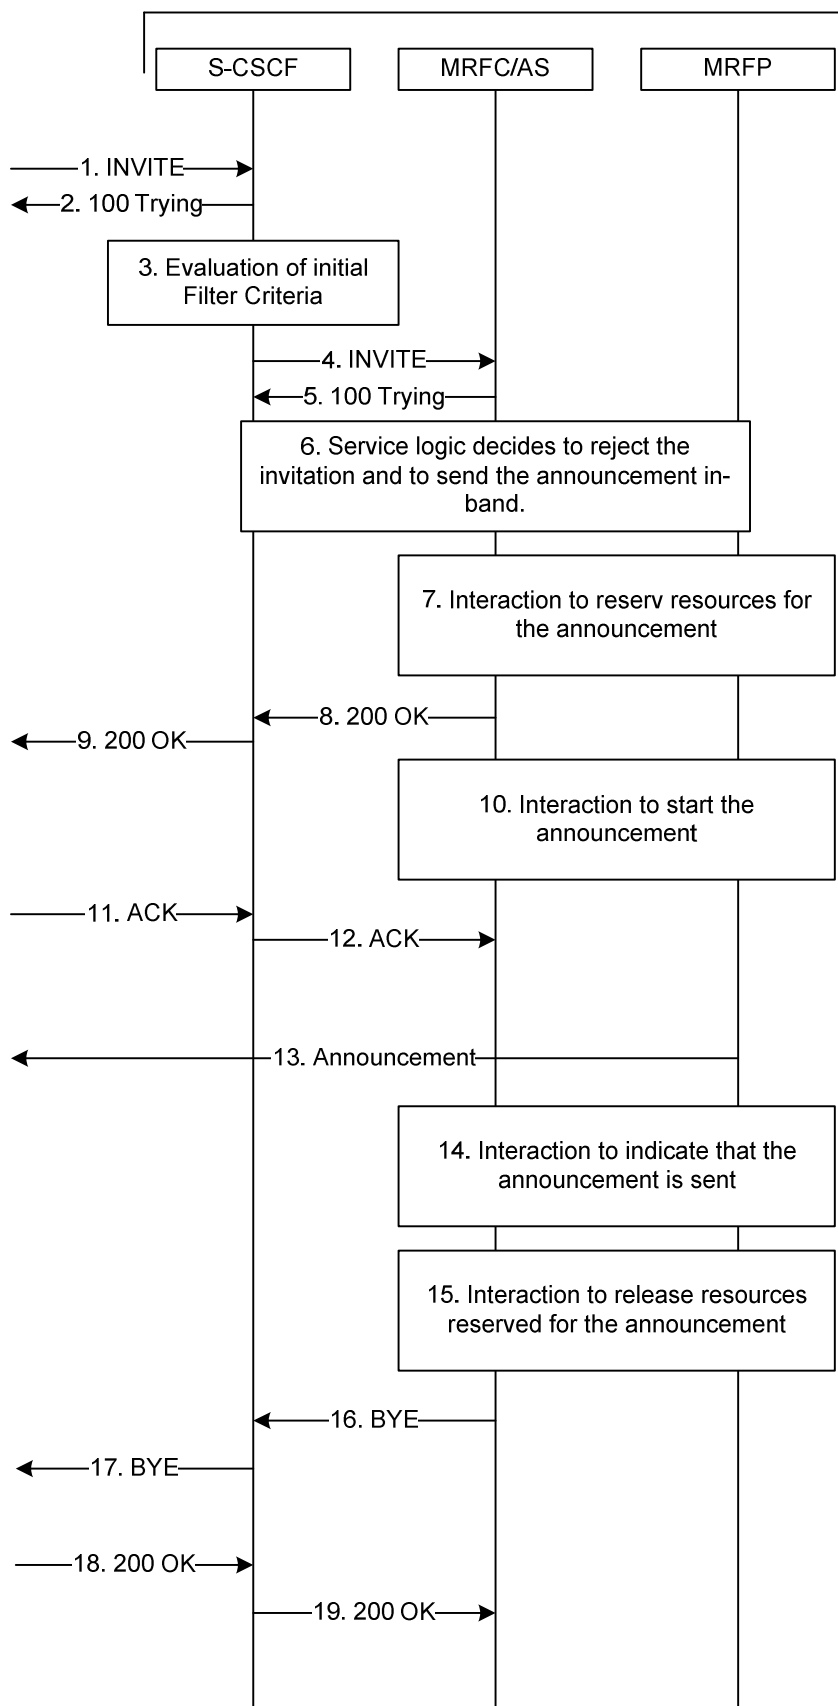 S-CSCF
MRFC/AS
MRFP
1. INVITE
2. 100 Trying
3. Evaluation of initial
Filter Criteria
4. INVITE
5. 100 Trying
6. Service logic decides to reject the
invitation and to send the announcement in-
band.
7. Interaction to reserv resources for
the announcement
8. 200 OK
9. 200 OK
10. Interaction to start the
announcement
11. ACK
12. ACK
13. Announcement
14. Interaction to indicate that the
announcement is sent
15. Interaction to release resources
reserved for the announcement
16. BYE
17. BYE
18. 200 OK
19. 200 OK